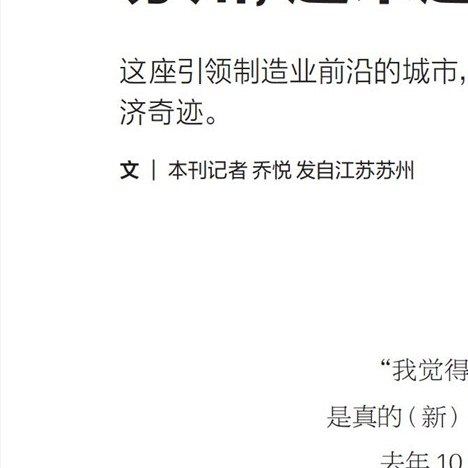 这座引领制造业前沿的城市，
济奇迹。
文 | 本刊记者 乔悦 发自江苏苏州
“我觉得
是真的（新）
去年 10